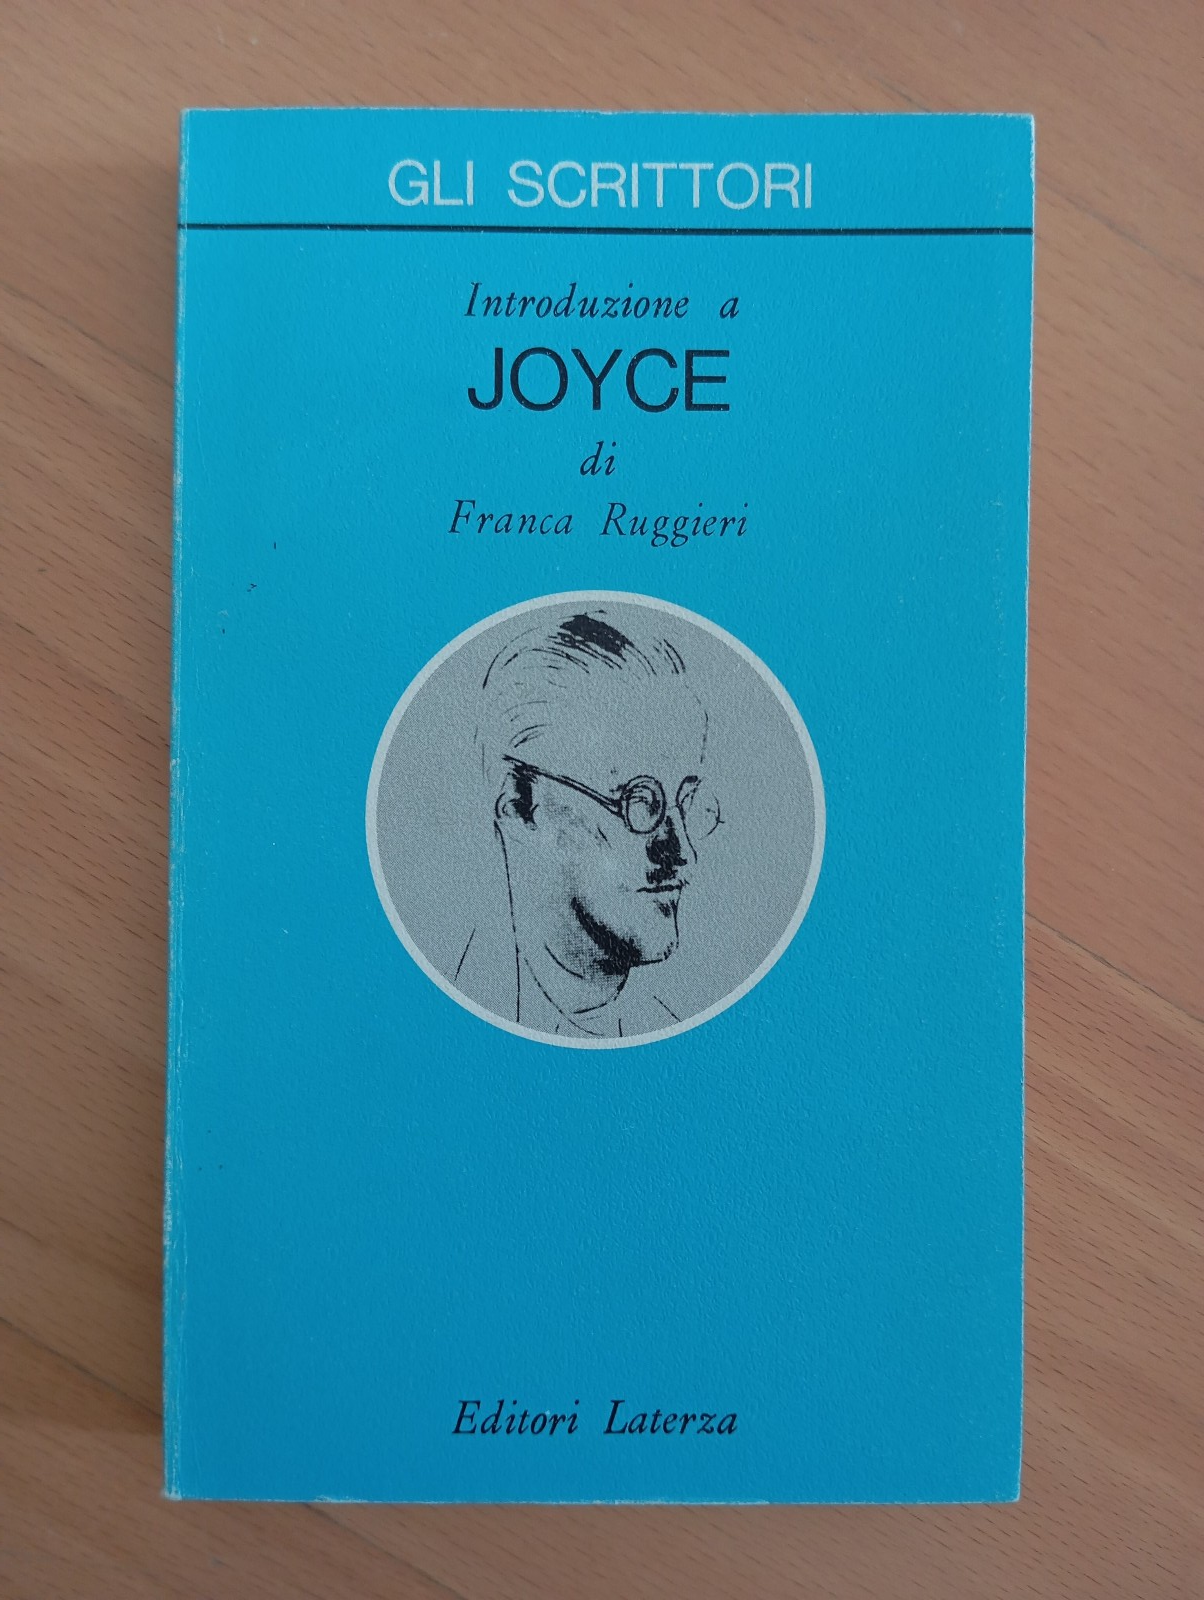 GLI SCRITTORI
Introduzione a
JOYCE
di
Franca Ruggieri
Editori Laterza